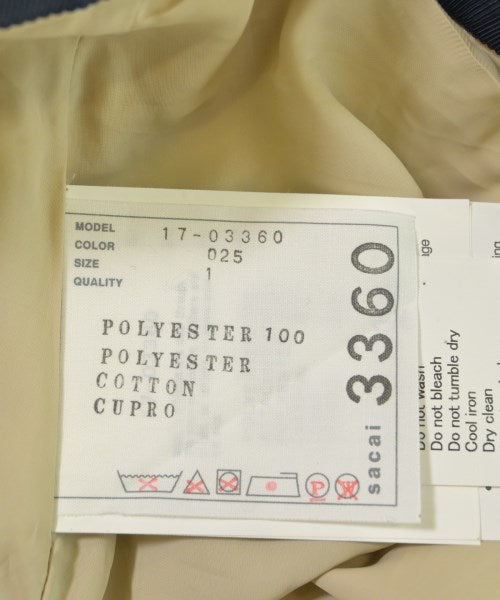 MODEL 17-03360
COLOR 025
SIZE 1
QUALITY
POLYESTER 100
POLYESTER
COTTON
CUPRO
P
W
sacai 3360
Do not wash
Do not bleach
Do not tumble dry
Cool iron
Dry clean